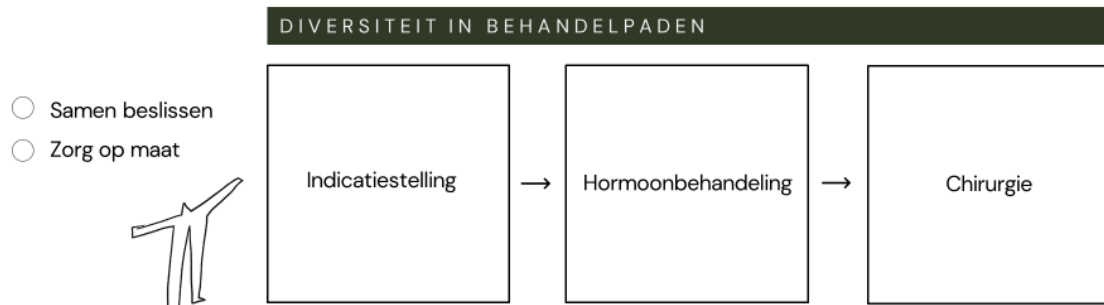 DIVERSITEIT IN BEHANDELPADEN
Samen beslissen
Zorg op maat
Indicatiestelling → Hormoonbehandeling → Chirurgie